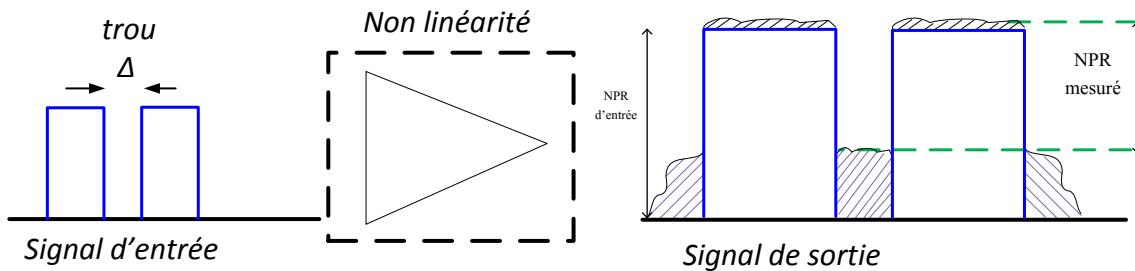 trou
Δ
Signal d'entrée
Non linéarité
NPR
d'entrée
NPR
mesuré
Signal de sortie